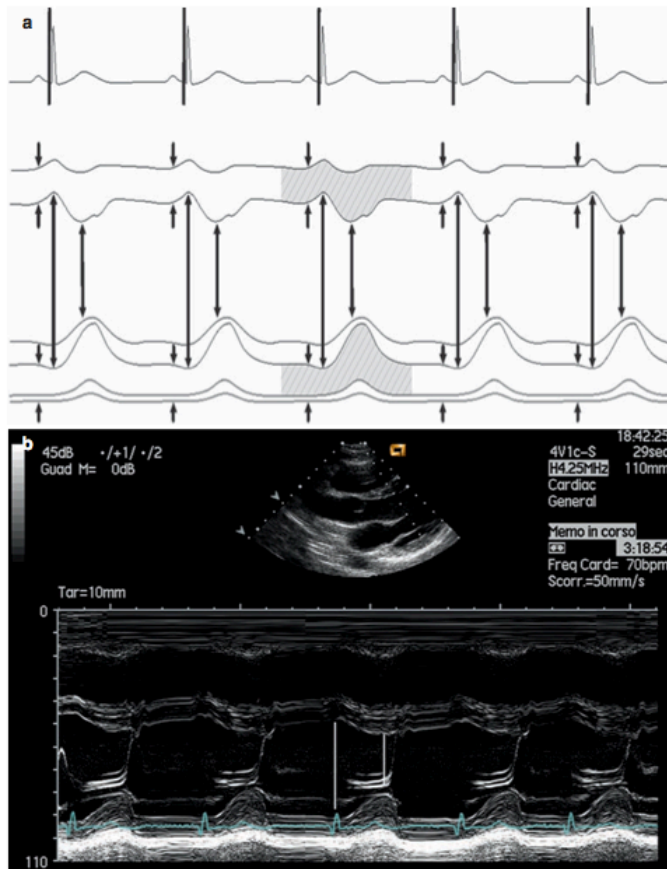 a
b
45dB ·/+1/ ·/2
Guad M= 0dB
18:42:25
4V1c-S 29sec
H4.25MHz 110mm
Cardiac
General
Memo in corso
3:18:54
Freq Card= 70bpm
Scorr.=50mm/s
Tar=10mm
0
110